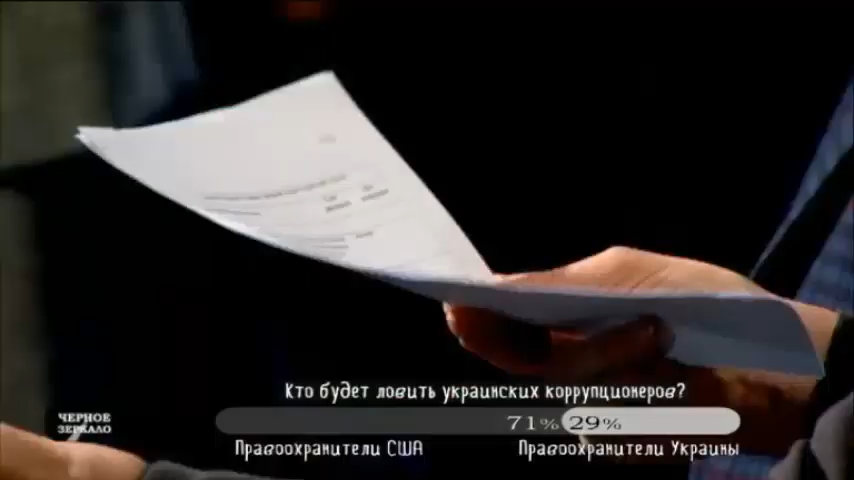 Кто будет ловить украинских коррупционеров?
ЧЕРНОЕ
ЗЕРКАЛО
71% 29%
Правоохранители США Правоохранители Украины